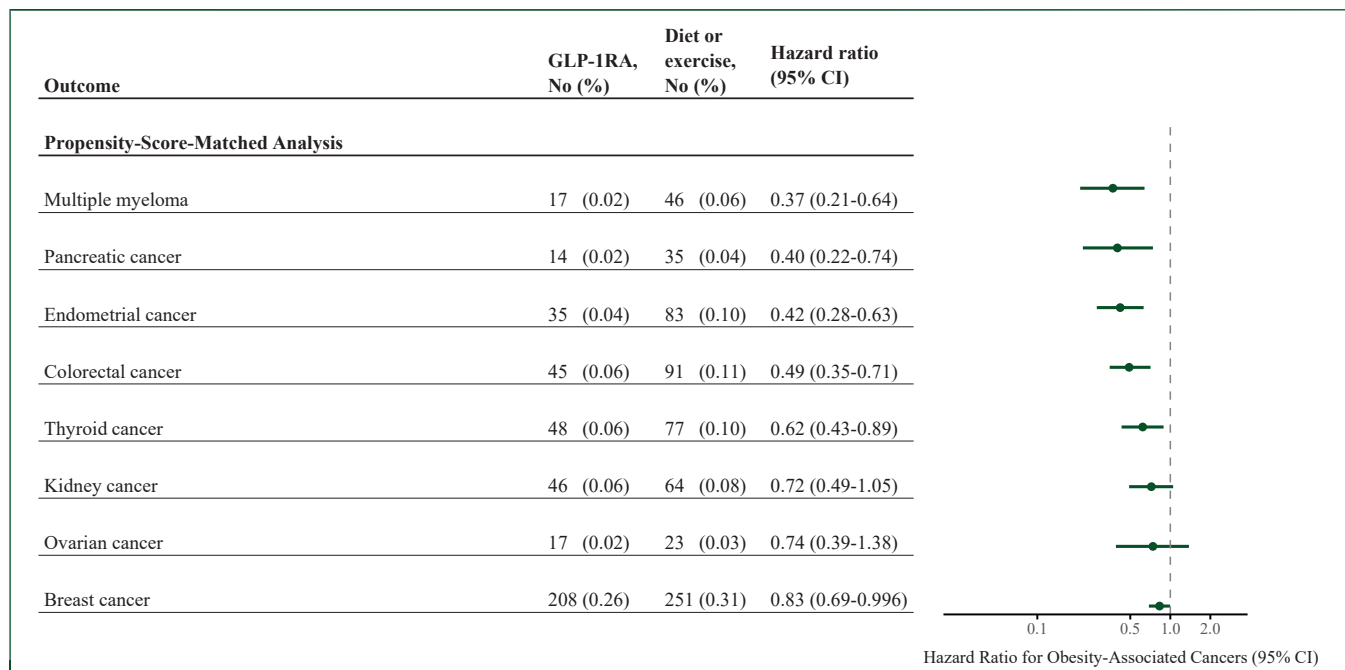 Outcome GLP-1RA, No (%) Diet or exercise, No (%) Hazard ratio (95% CI)
Propensity-Score-Matched Analysis
Multiple myeloma 17 (0.02) 46 (0.06) 0.37 (0.21-0.64)
Pancreatic cancer 14 (0.02) 35 (0.04) 0.40 (0.22-0.74)
Endometrial cancer 35 (0.04) 83 (0.10) 0.42 (0.28-0.63)
Colorectal cancer 45 (0.06) 91 (0.11) 0.49 (0.35-0.71)
Thyroid cancer 48 (0.06) 77 (0.10) 0.62 (0.43-0.89)
Kidney cancer 46 (0.06) 64 (0.08) 0.72 (0.49-1.05)
Ovarian cancer 17 (0.02) 23 (0.03) 0.74 (0.39-1.38)
Breast cancer 208 (0.26) 251 (0.31) 0.83 (0.69-0.996)
0.1 0.5 1.0 2.0
Hazard Ratio for Obesity-Associated Cancers (95% CI)